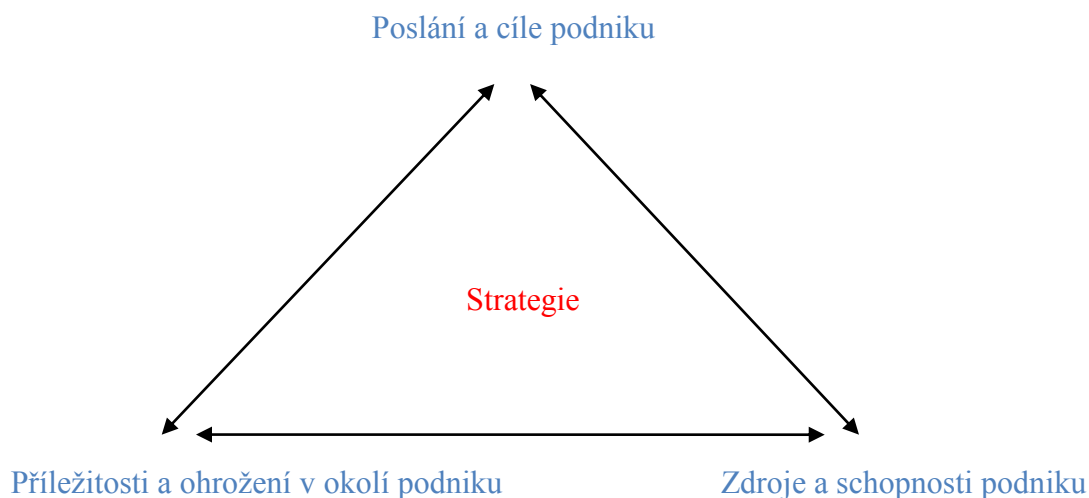 Poslání a cíle podniku
Strategie
Příležitosti a ohrožení v okolí podniku
Zdroje a schopnosti podniku